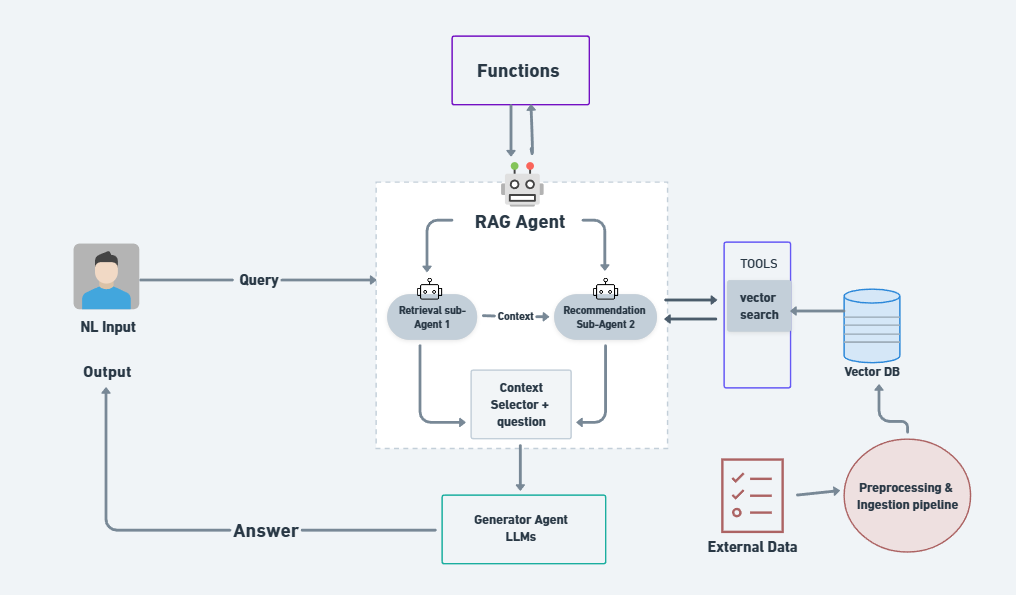 Functions
RAG Agent
TOOLS
Query
vector
search
Retrieval sub-
Agent 1
Context
Recommendation
Sub-Agent 2
NL Input
Output
Vector DB
Context
Selector +
question
Preprocessing &
Ingestion pipeline
Generator Agent
LLMs
Answer
External Data